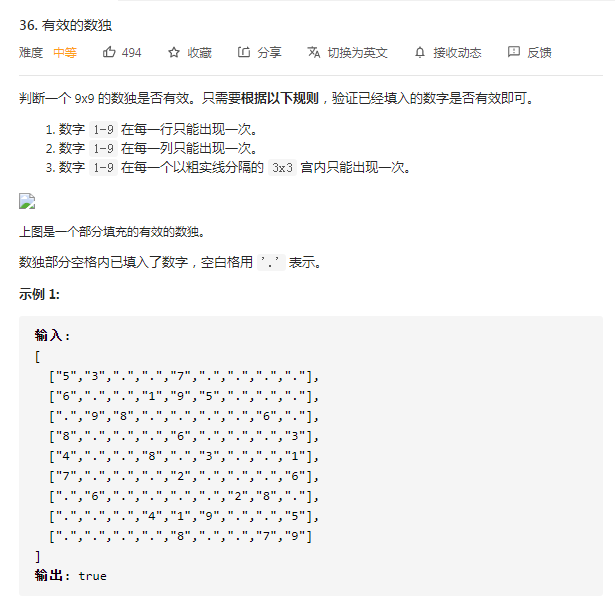 36. 有效的数独
难度 中等 494 收藏 分享 切换为英文 接收动态 反馈
判断一个 9x9 的数独是否有效。只需要根据以下规则，验证已经填入的数字是否有效即可。
1. 数字 1-9 在每一行只能出现一次。
2. 数字 1-9 在每一列只能出现一次。
3. 数字 1-9 在每一个以粗实线分隔的 3x3 宫内只能出现一次。
上图是一个部分填充的有效的数独。
数独部分空格内已填入了数字，空白格用 '.' 表示。
示例 1:
输入:
[
["5","3",".",".","7",".",".",".","."],
["6",".",".","1","9","5",".",".","."],
[".","9","8",".",".",".",".","6","."],
["8",".",".",".","6",".",".",".","3"],
["4",".",".","8",".","3",".",".","1"],
["7",".",".",".","2",".",".",".","6"],
[".","6",".",".",".",".","2","8","."],
[".",".",".","4","1","9",".",".","5"],
[".",".",".",".","8",".",".","7","9"]
]
输出: true